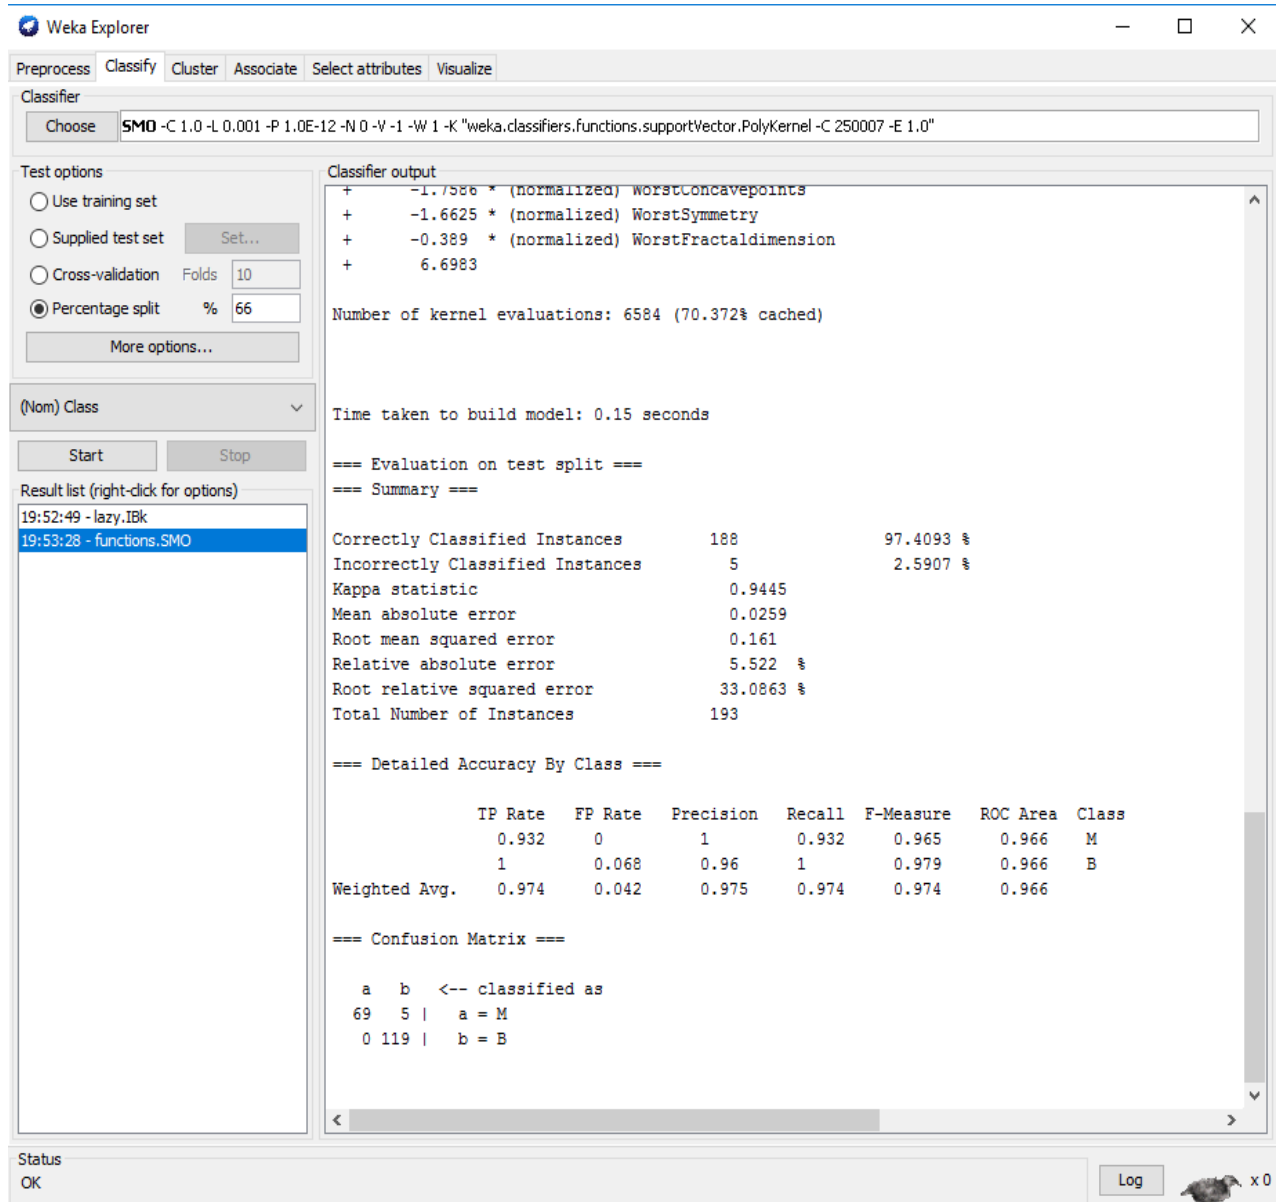 Weka Explorer
Preprocess Classify Cluster Associate Select attributes Visualize
Classifier
Choose SMO -C 1.0 -L 0.001 -P 1.0E-12 -N 0 -V -1 -W 1 -K "weka.classifiers.functions.supportVector.PolyKernel -C 250007 -E 1.0"
Test options
Use training set
Supplied test set Set...
Cross-validation Folds 10
Percentage split % 66
More options...
(Nom) Class
Start Stop
Result list (right-click for options)
19:52:49 - lazy.IBk
19:53:28 - functions.SMO
Classifier output
+ -1.7586 * (normalized) WorstConcavepoints
+ -1.6625 * (normalized) WorstSymmetry
+ -0.389 * (normalized) WorstFractaldimension
+ 6.6983
Number of kernel evaluations: 6584 (70.372% cached)
Time taken to build model: 0.15 seconds
=== Evaluation on test split ===
=== Summary ===
Correctly Classified Instances 188 97.4093 %
Incorrectly Classified Instances 5 2.5907 %
Kappa statistic 0.9445
Mean absolute error 0.0259
Root mean squared error 0.161
Relative absolute error 5.522 %
Root relative squared error 33.0863 %
Total Number of Instances 193
=== Detailed Accuracy By Class ===
TP Rate FP Rate Precision Recall F-Measure ROC Area Class
0.932 0 1 0.932 0.965 0.966 M
1 0.068 0.96 1 0.979 0.966 B
Weighted Avg. 0.974 0.042 0.975 0.974 0.974 0.966
=== Confusion Matrix ===
a b <-- classified as
69 5 | a = M
0 119 | b = B
Status
OK
Log x 0